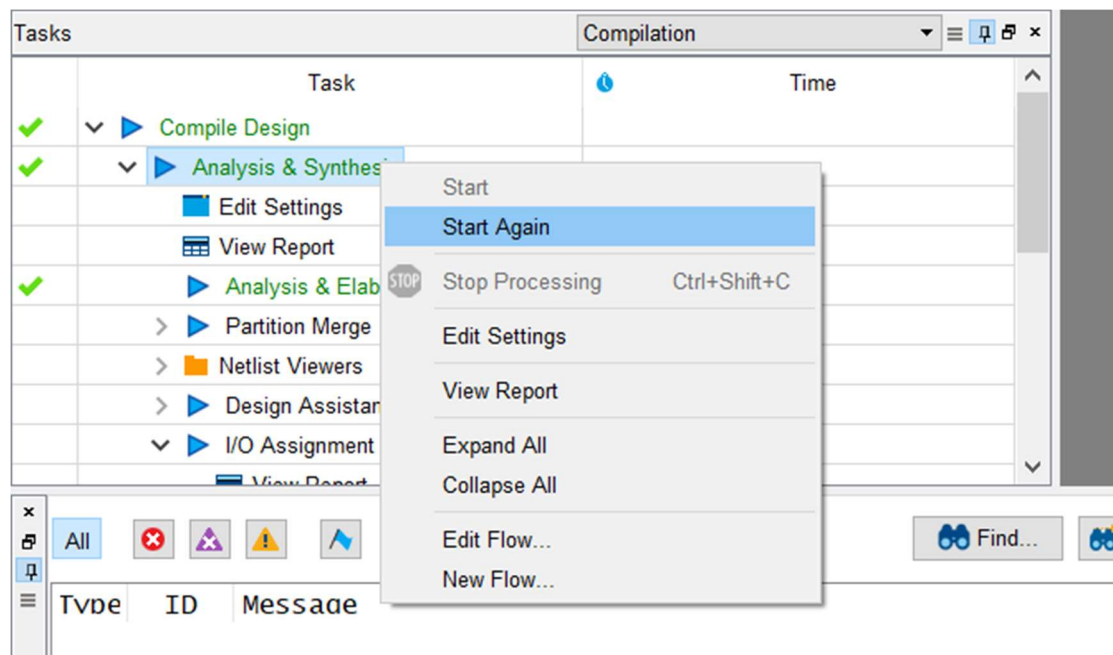 Tasks Compilation
Task Time
Compile Design
Analysis & Synthesi
Start
Edit Settings
Start Again
View Report
Analysis & Elab
STOP Stop Processing Ctrl+Shift+C
Partition Merge
Edit Settings
Netlist Viewers
View Report
Design Assistan
I/O Assignment
Expand All
View Report
Collapse All
All
Edit Flow...
Find...
New Flow...
Type ID Message